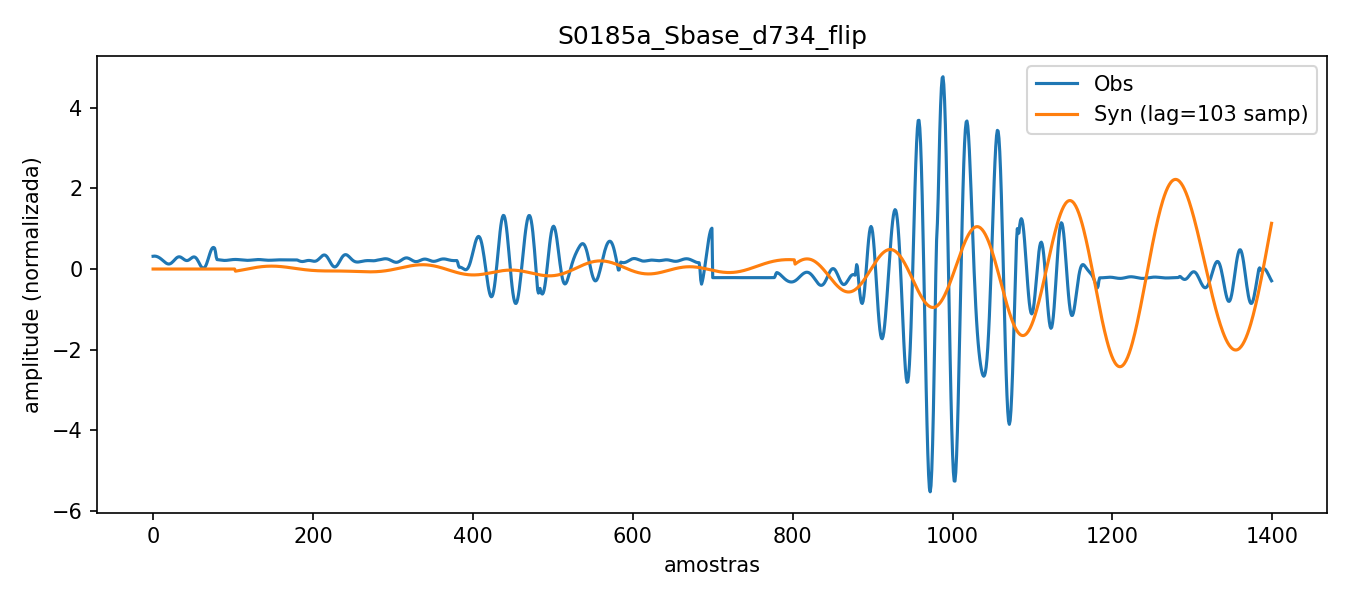 S0185a_Sbase_d734_flip
Obs
Syn (lag=103 samp)
amplitude (normalizada)
4
2
0
−2
−4
−6
0 200 400 600 800 1000 1200 1400
amostras